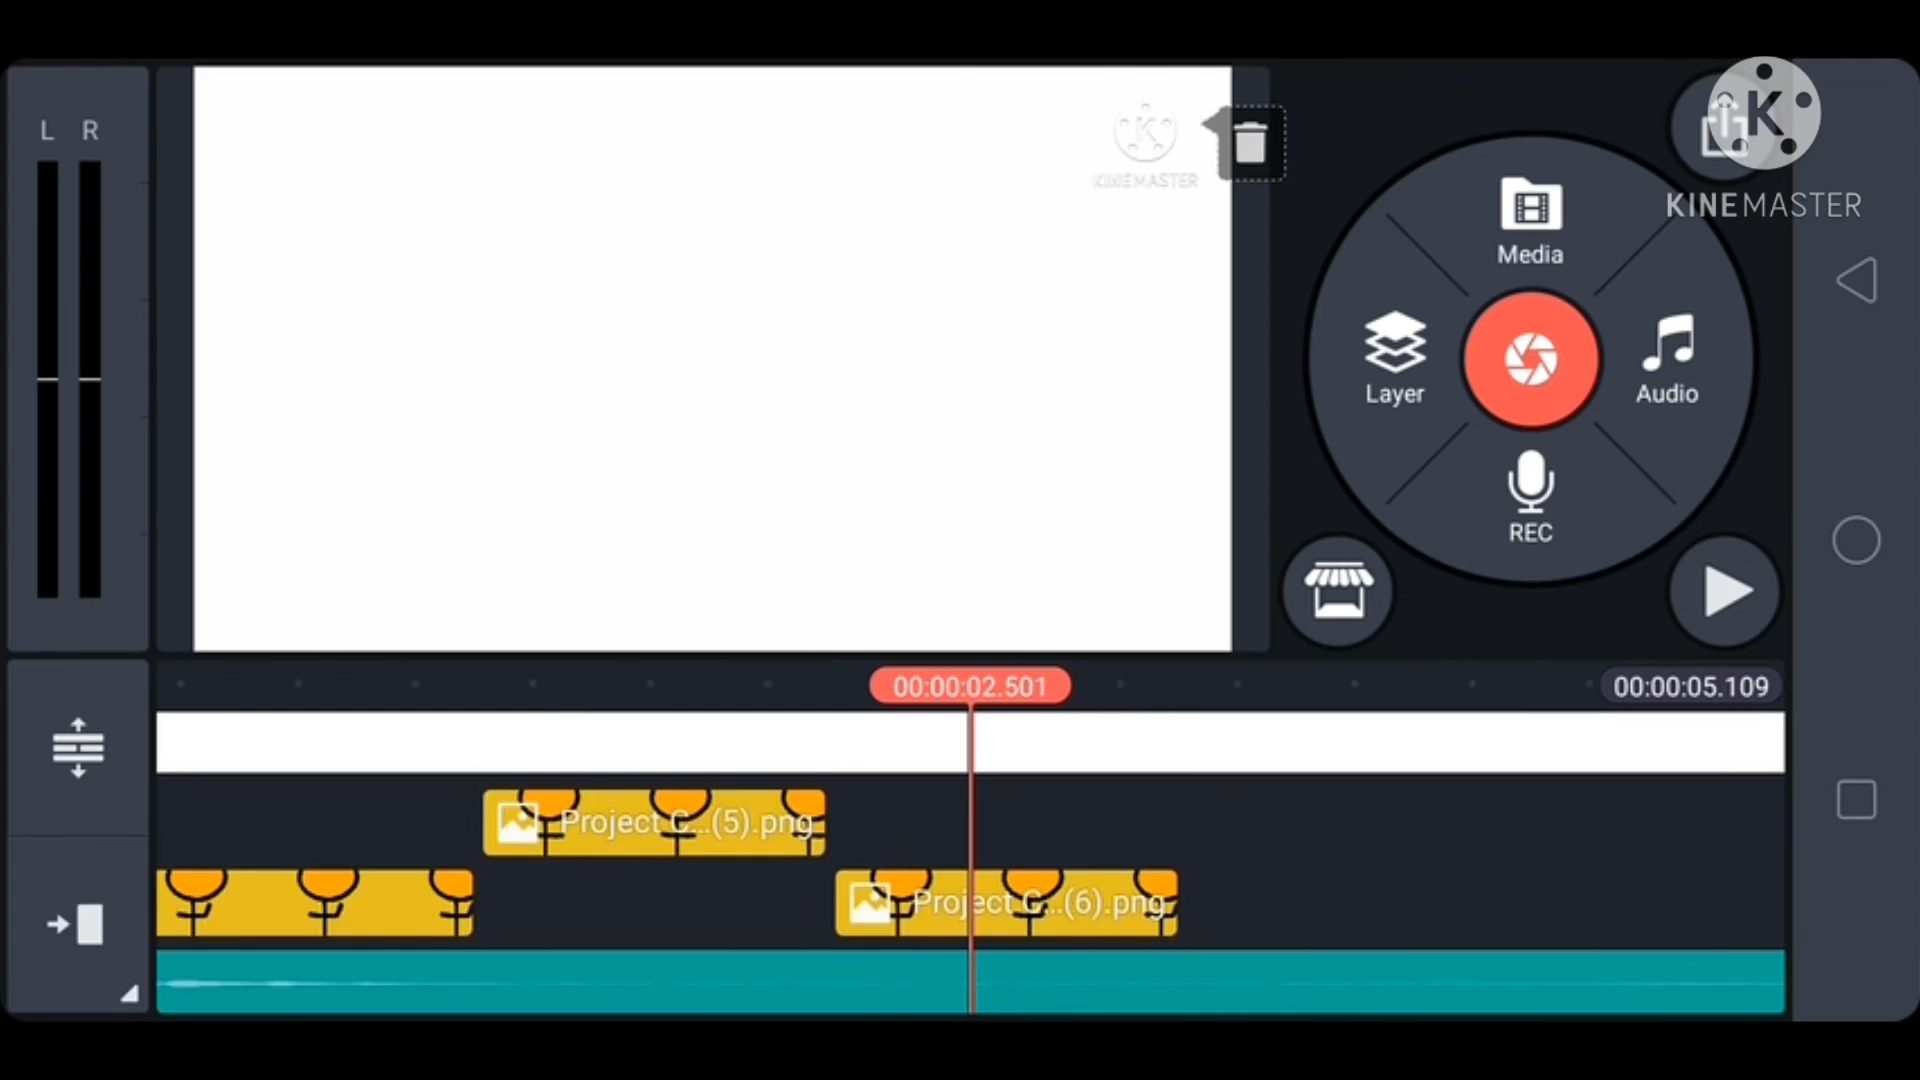 L R
KINEMASTER
KINEMASTER
Media
Layer
Audio
REC
00:00:02.501
00:00:05.109
Project C...(5).png
Project C...(6).png